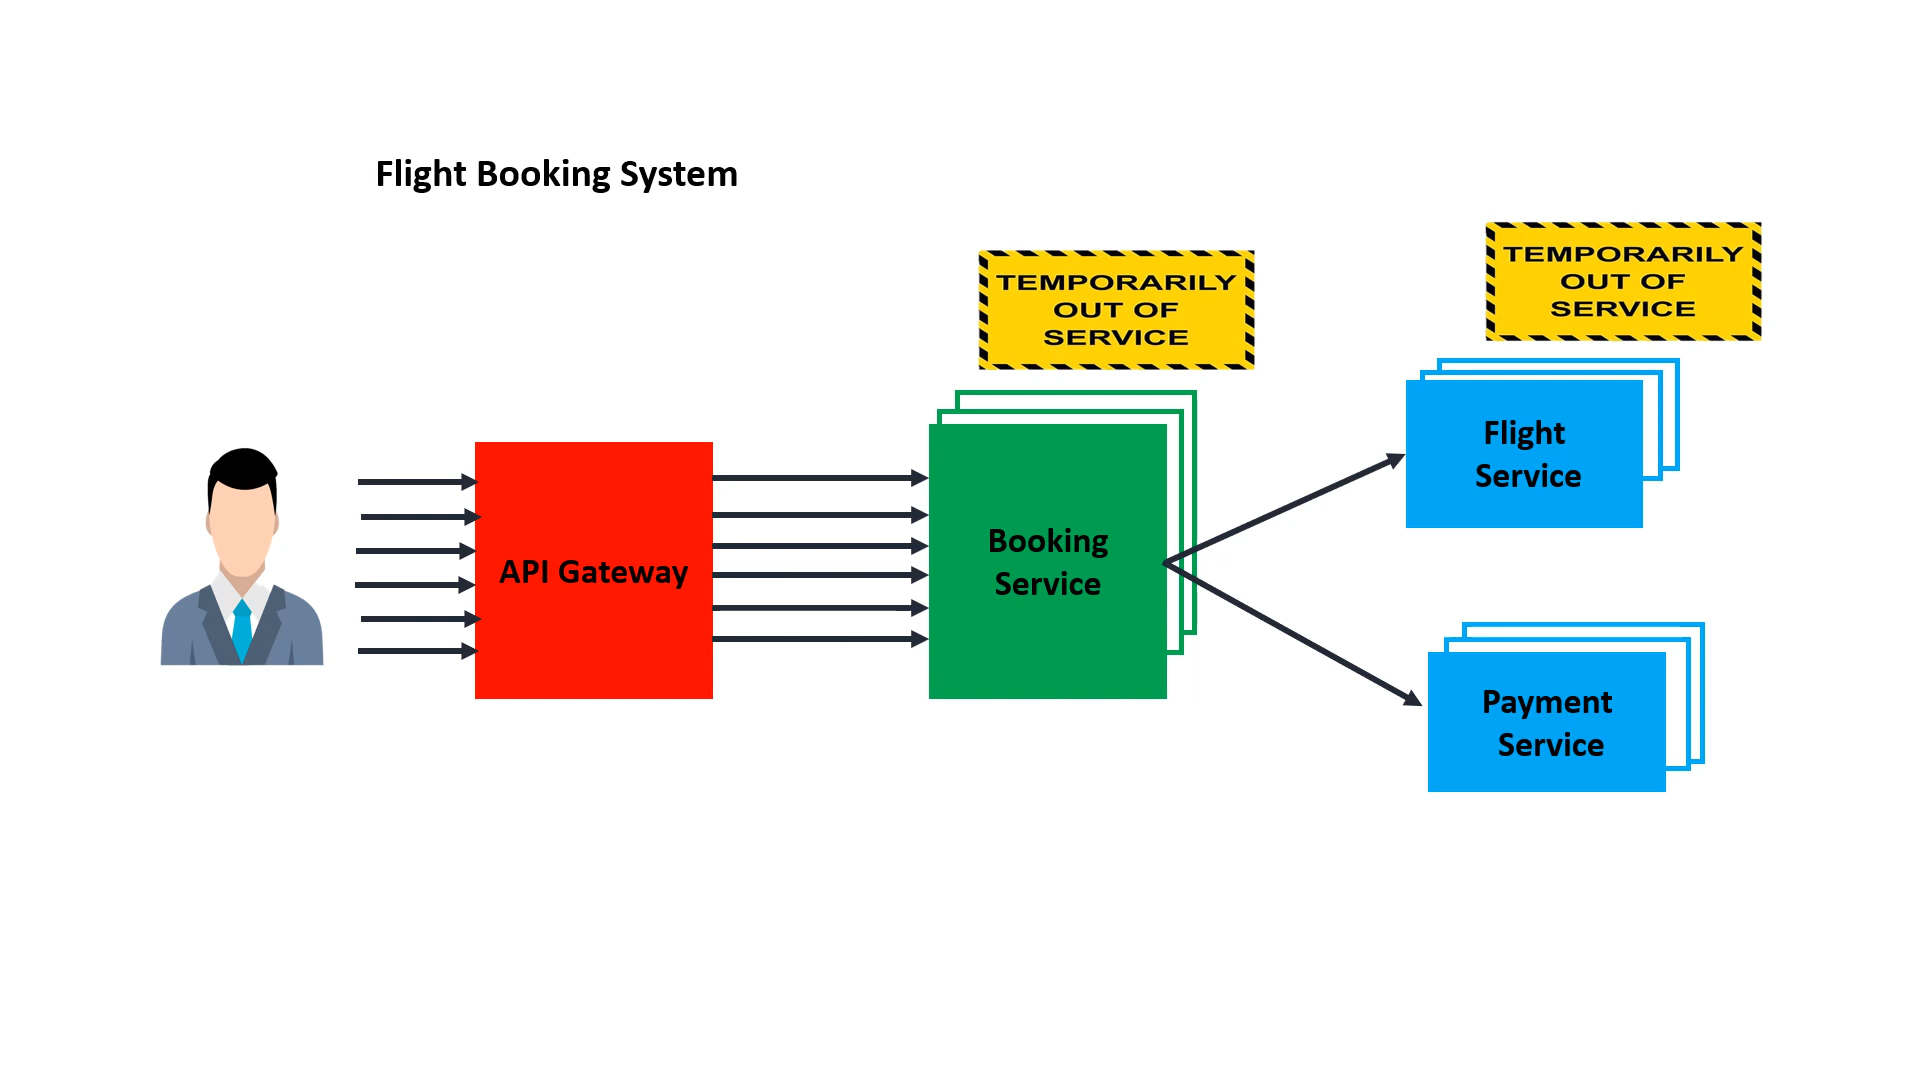 Flight Booking System
TEMPORARILY
OUT OF
SERVICE
TEMPORARILY
OUT OF
SERVICE
API Gateway
Booking
Service
Flight
Service
Payment
Service